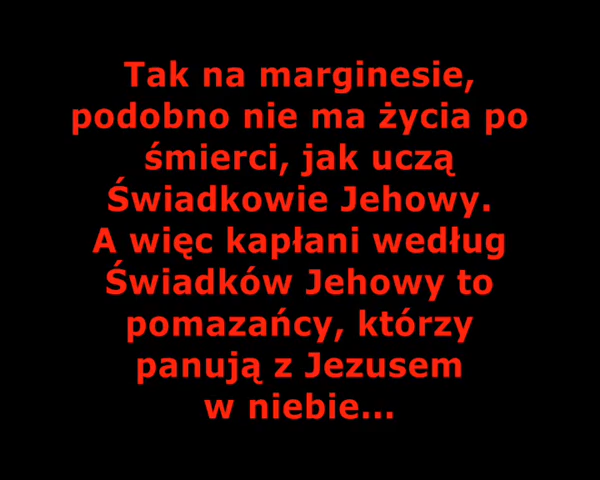 Tak na marginesie,
podobno nie ma życia po
śmierci, jak uczą
Świadkowie Jehowy.
A więc kapłani według
Świadków Jehowy to
pomazańcy, którzy
panują z Jezusem
w niebie...